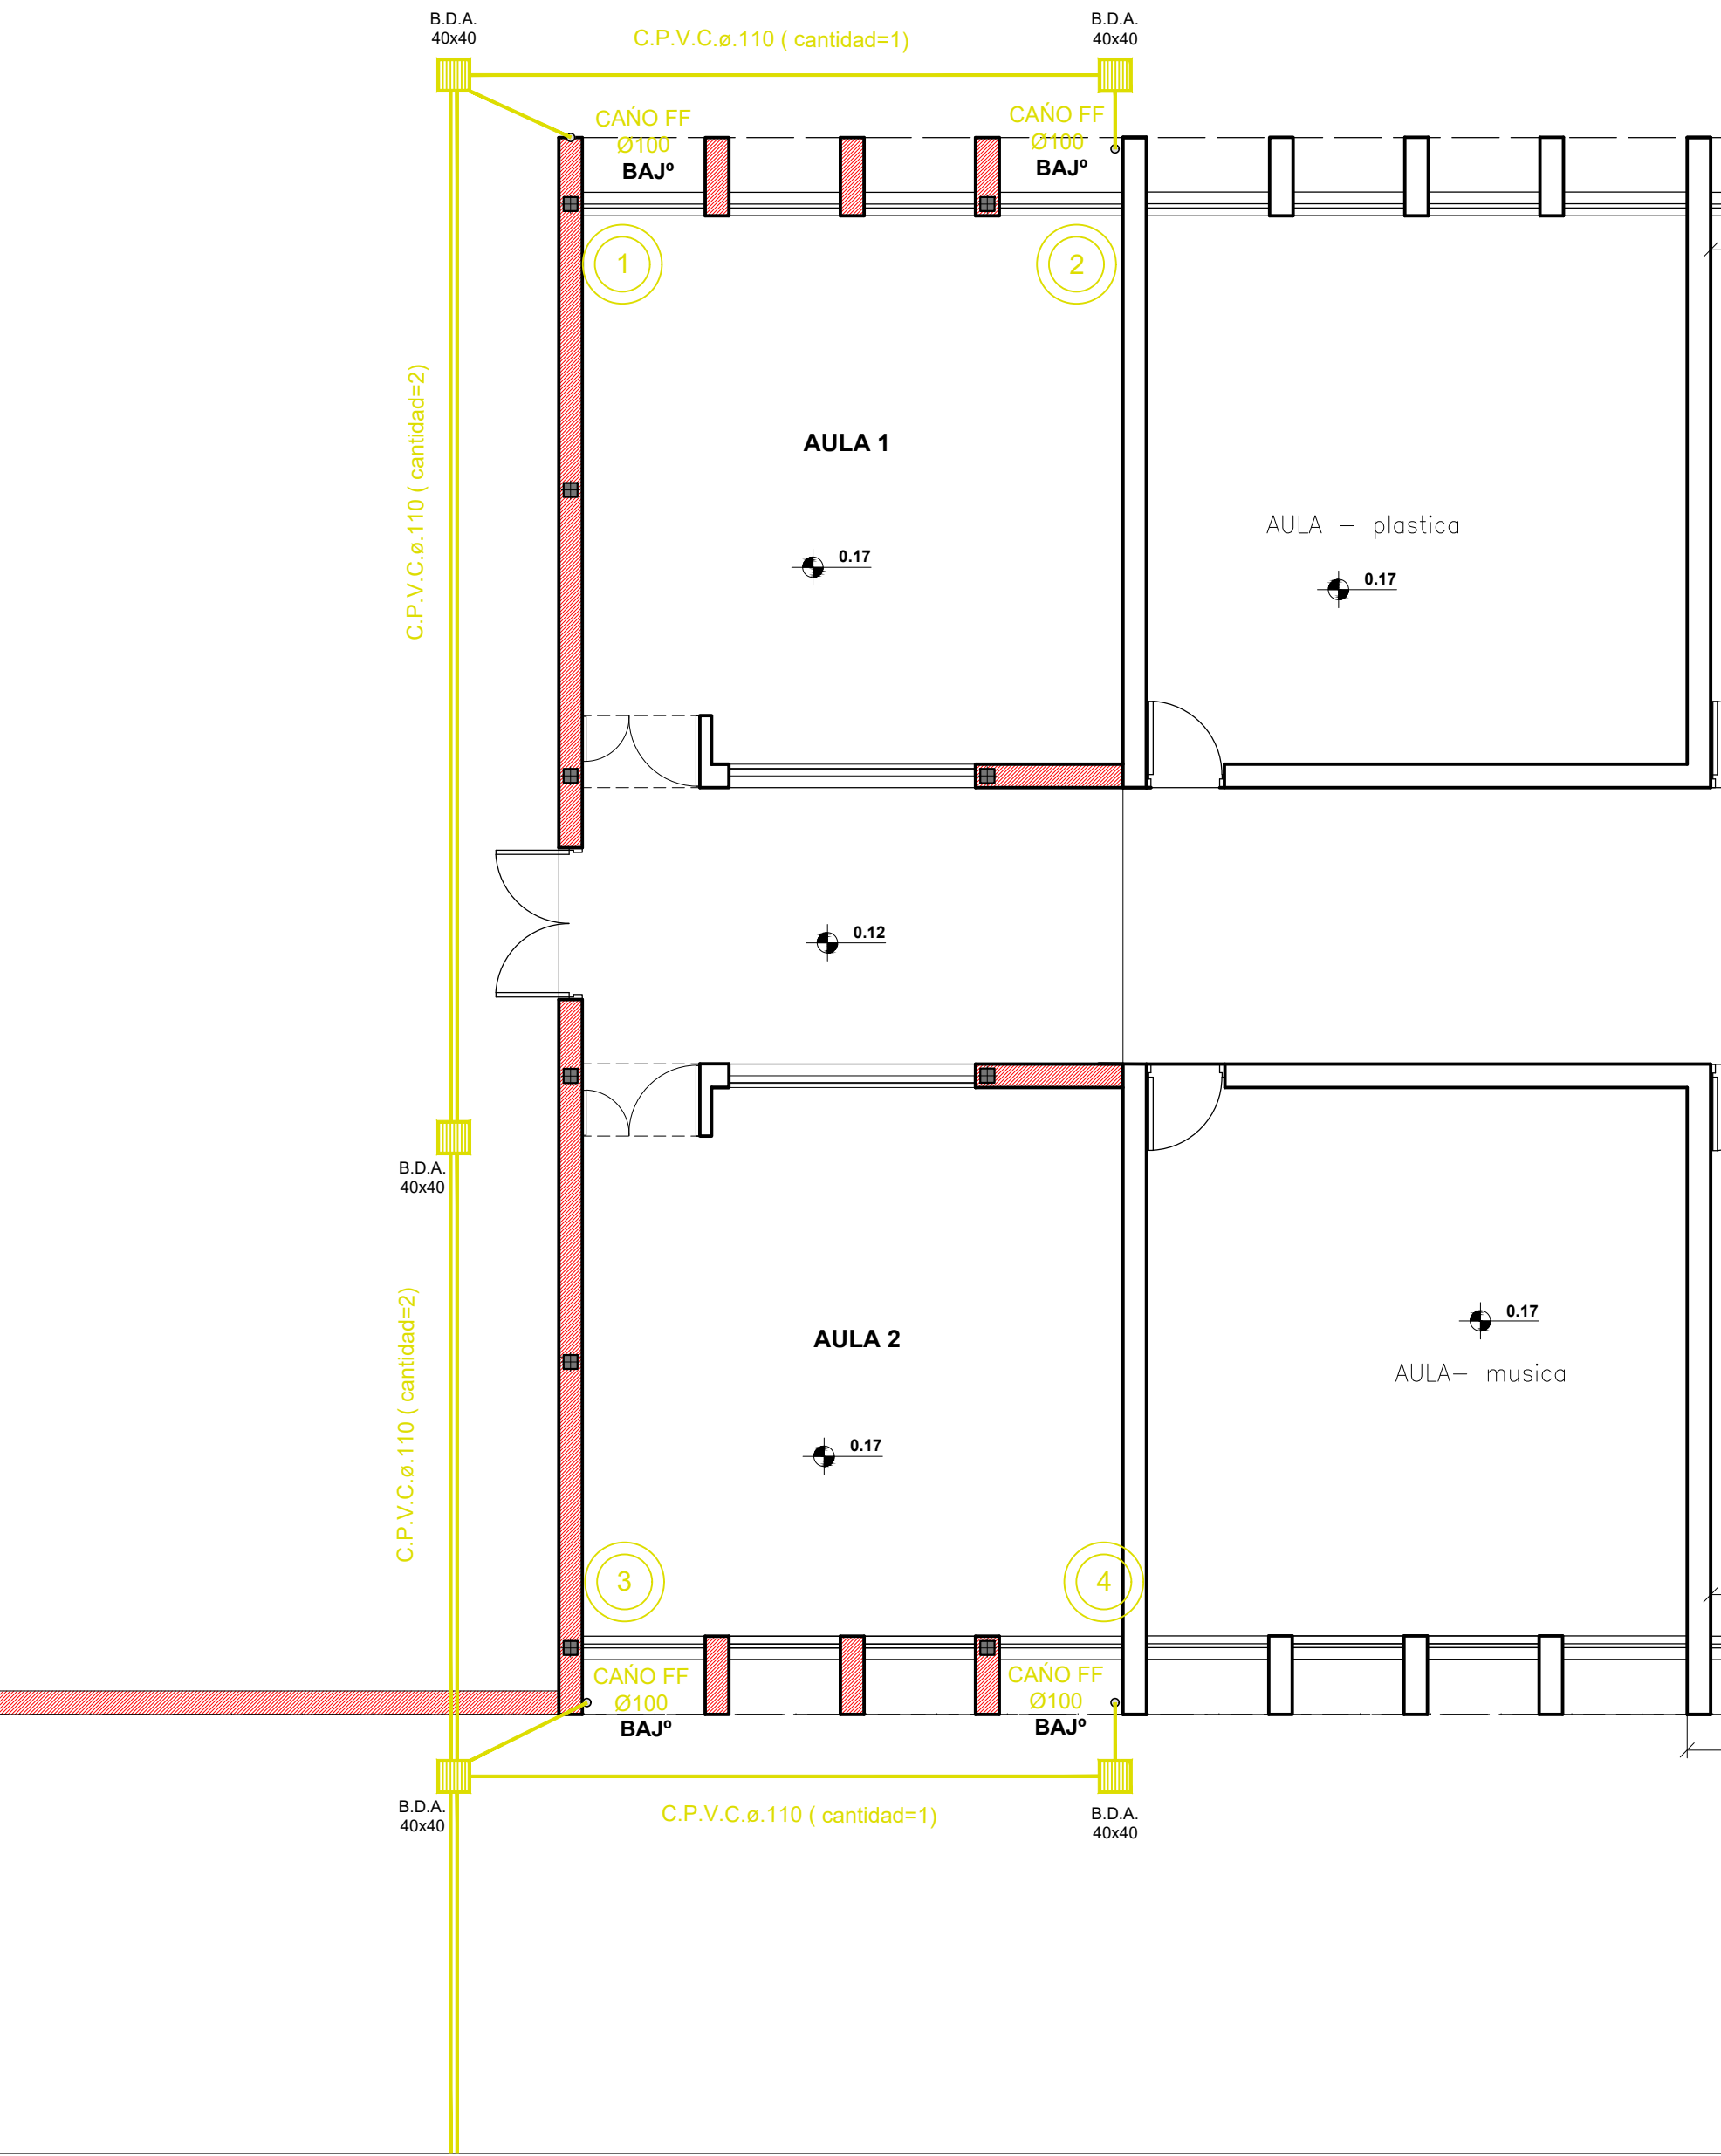 B.D.A.
40x40
C.P.V.C.ø.110 ( cantidad=1)
B.D.A.
40x40
CAŃO FF
Ø100
BAJº
CAŃO FF
Ø100
BAJº
1
2
C.P.V.C.ø.110 ( cantidad=2)
AULA 1
AULA - plastica
0.17
0.17
0.12
B.D.A.
40x40
C.P.V.C.ø.110 ( cantidad=2)
AULA 2
0.17
AULA- musica
0.17
3
4
CAŃO FF
Ø100
BAJº
CAŃO FF
Ø100
BAJº
B.D.A.
40x40
C.P.V.C.ø.110 ( cantidad=1)
B.D.A.
40x40